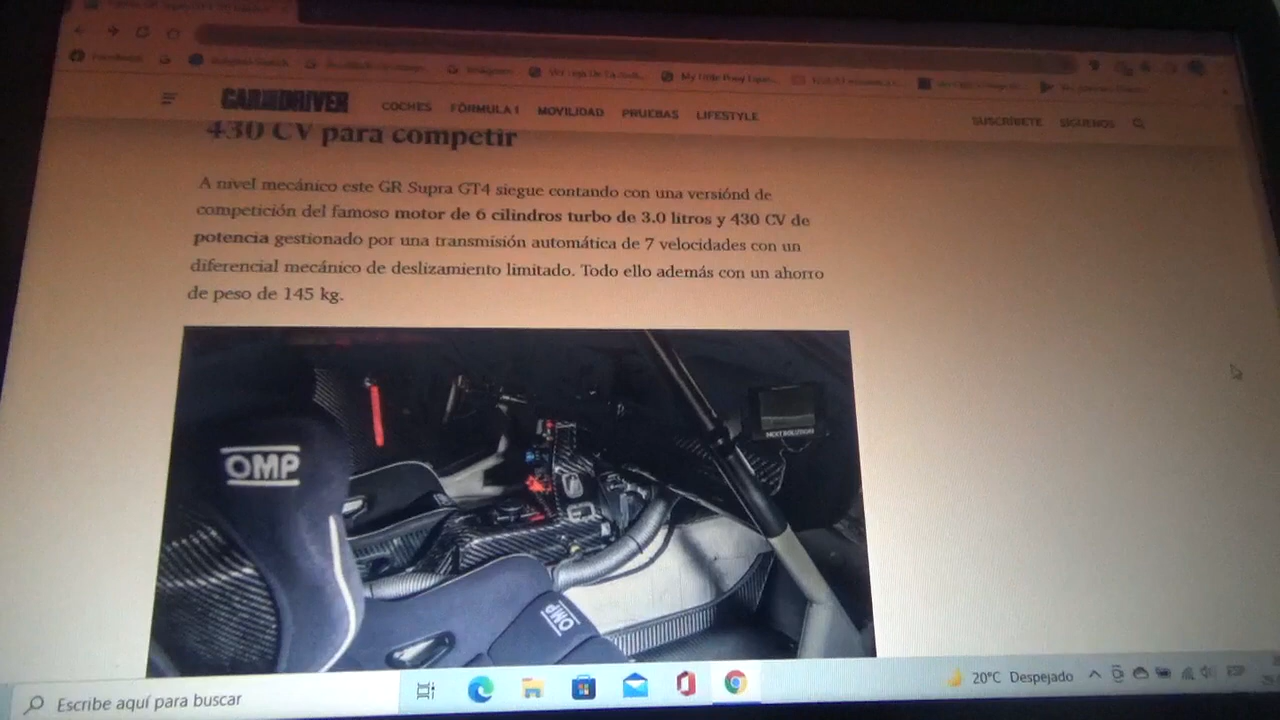 CARANDDRIVER
COCHES FÓRMULA 1 MOVILIDAD PRUEBAS LIFESTYLE
SUSCRÍBETE SÍGUENOS
430 CV para competir
A nivel mecánico este GR Supra GT4 siegue contando con una versiónd de
competición del famoso motor de 6 cilindros turbo de 3.0 litros y 430 CV de
potencia gestionado por una transmisión automática de 7 velocidades con un
diferencial mecánico de deslizamiento limitado. Todo ello además con un ahorro
de peso de 145 kg.
OMP
OMP
Escribe aquí para buscar
20°C Despejado